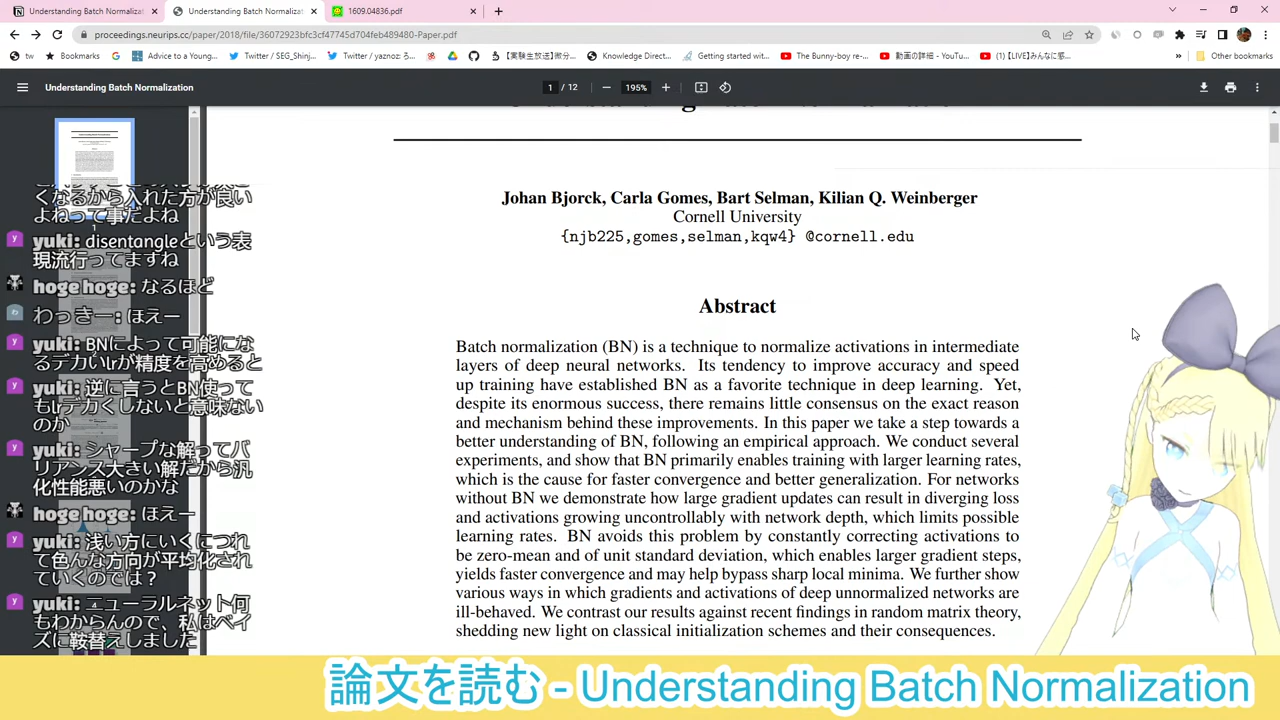 Understanding Batch Normalizati
Understanding Batch Normalizat
1609.04836.pdf
proceedings.neurips.cc/paper/2018/file/36072923bfc3cf47745d704feb489480-Paper.pdf
Bookmarks
Advice to a Young...
Twitter / SEG_Shinj...
Twitter / yaznoz: ろ...
【実験生放送】微分...
Knowledge Direct...
Getting started wit...
The Bunny-boy re-...
動画の詳細 - YouTu...
(1)【LIVE】みんなに感...
Other bookmarks
Understanding Batch Normalization
1 / 12
195%
くなるから入れた方が良い
よねって事だよね
yuki: disentangleという表
現流行ってますね
hoge hoge: なるほど
わっきー: ほえー
yuki: BNによって可能にな
るデカいlrが精度を高めると
yuki: 逆に言うとBN使って
もlrデカくしないと意味ない
のか
yuki: シャープな解ってバ
リアンス大きい解だから汎
化性能悪いのかな
hoge hoge: ほえー
yuki: 浅い方にいくにつれ
て色んな方向が平均化され
ていくのでは？
yuki: ニューラルネット何
もわからんので、私はベイ
ズに鞍替えしました
1
4
Johan Bjorck, Carla Gomes, Bart Selman, Kilian Q. Weinberger
Cornell University
{njb225,gomes,selman,kqw4} @cornell.edu
Abstract
Batch normalization (BN) is a technique to normalize activations in intermediate
layers of deep neural networks. Its tendency to improve accuracy and speed
up training have established BN as a favorite technique in deep learning. Yet,
despite its enormous success, there remains little consensus on the exact reason
and mechanism behind these improvements. In this paper we take a step towards a
better understanding of BN, following an empirical approach. We conduct several
experiments, and show that BN primarily enables training with larger learning rates,
which is the cause for faster convergence and better generalization. For networks
without BN we demonstrate how large gradient updates can result in diverging loss
and activations growing uncontrollably with network depth, which limits possible
learning rates. BN avoids this problem by constantly correcting activations to
be zero-mean and of unit standard deviation, which enables larger gradient steps,
yields faster convergence and may help bypass sharp local minima. We further show
various ways in which gradients and activations of deep unnormalized networks are
ill-behaved. We contrast our results against recent findings in random matrix theory,
shedding new light on classical initialization schemes and their consequences.
論文を読む - Understanding Batch Normalization